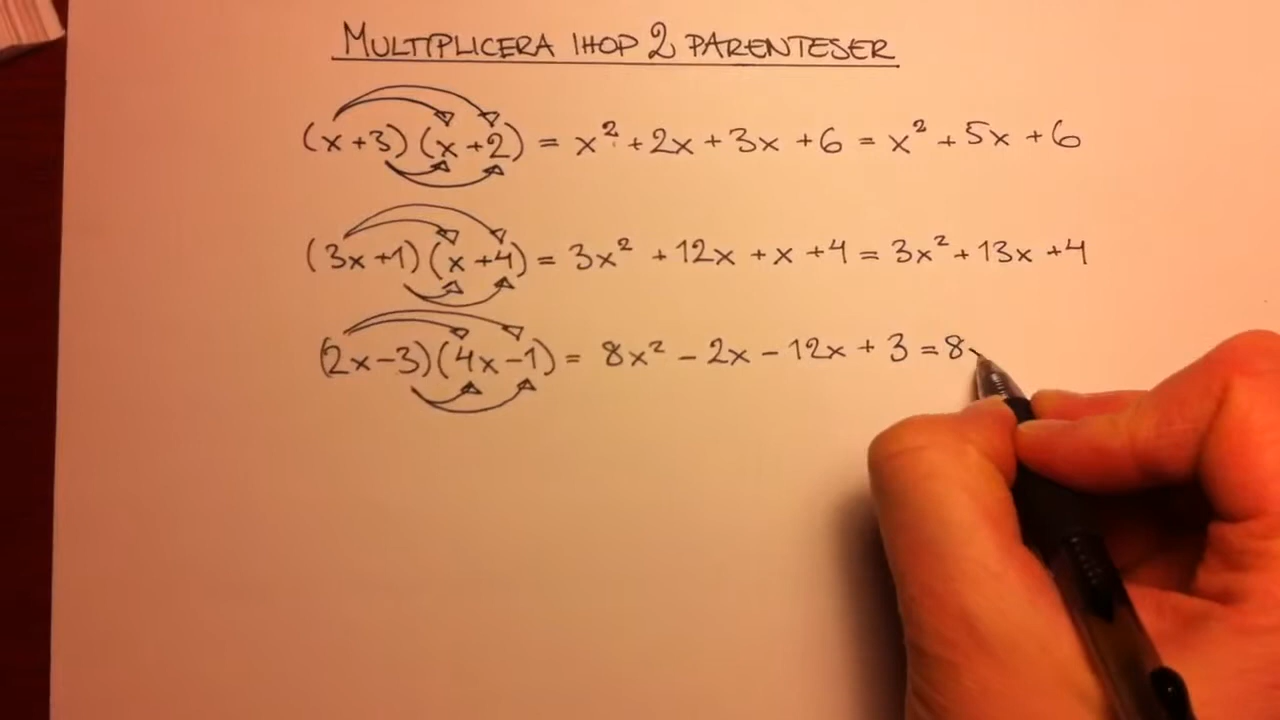 MULTIPLICERA IHOP 2 PARENTESER
(x+3)(x+2) = x² + 2x + 3x + 6 = x² + 5x + 6
(3x+1)(x+4) = 3x² + 12x + x + 4 = 3x² + 13x + 4
(2x-3)(4x-1) = 8x² - 2x - 12x + 3 = 8